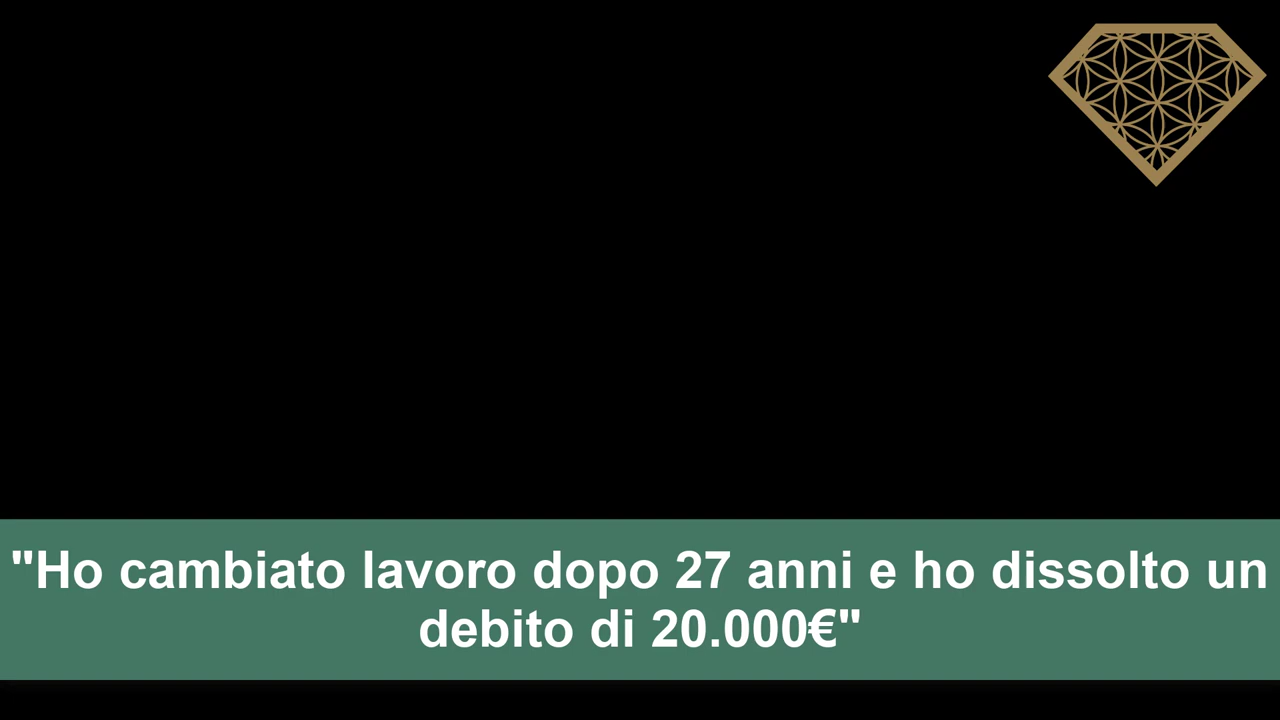 "Ho cambiato lavoro dopo 27 anni e ho dissolto un
debito di 20.000€"